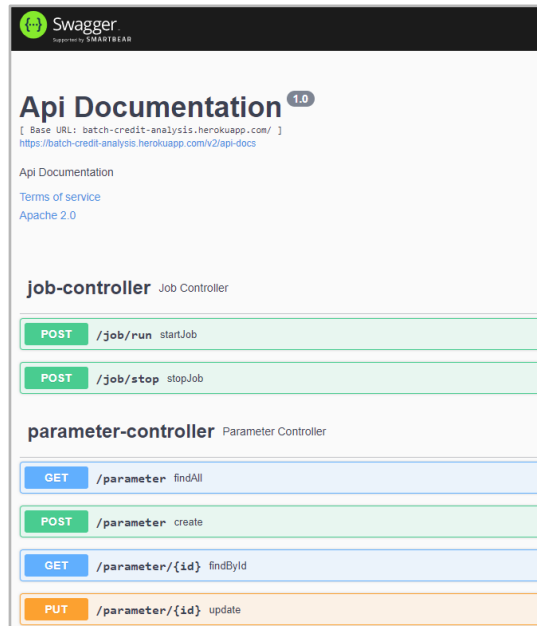 Swagger.
Supported by SMARTBEAR
Api Documentation 1.0
[ Base URL: batch-credit-analysis.herokuapp.com/ ]
https://batch-credit-analysis.herokuapp.com/v2/api-docs
Api Documentation
Terms of service
Apache 2.0
job-controller Job Controller
POST /job/run startJob
POST /job/stop stopJob
parameter-controller Parameter Controller
GET /parameter findAll
POST /parameter create
GET /parameter/{id} findById
PUT /parameter/{id} update